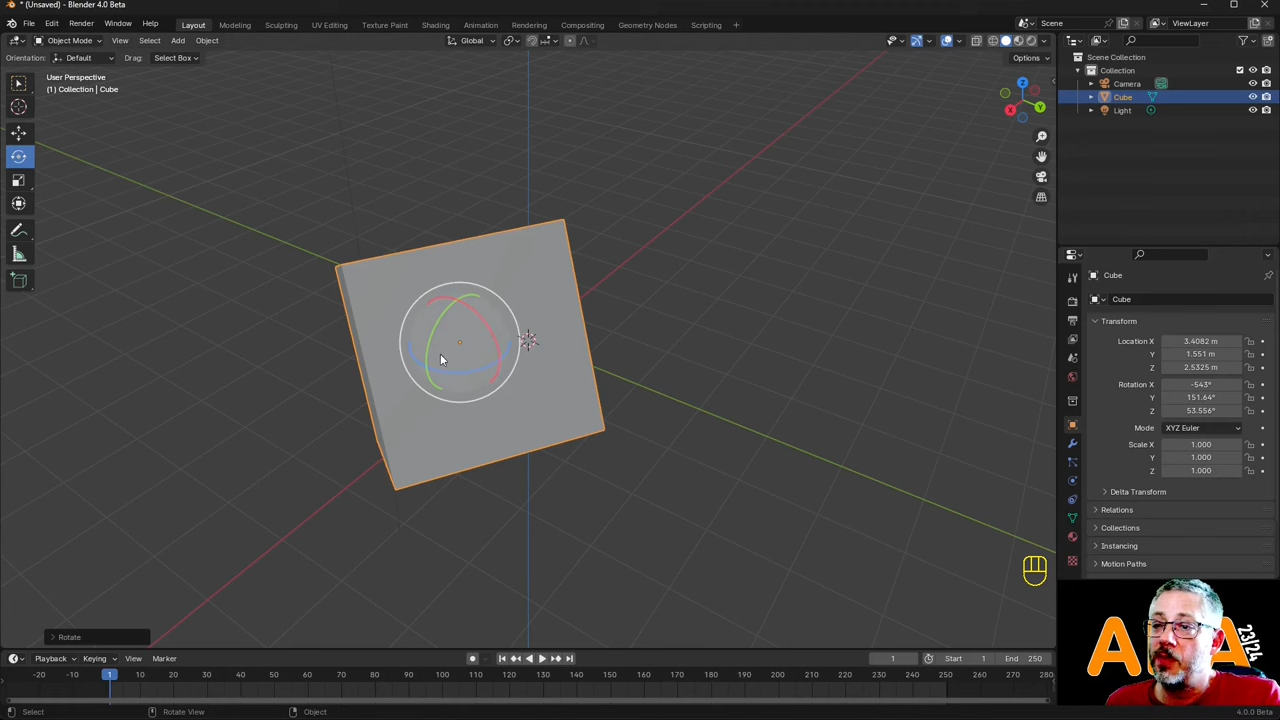 * (Unsaved) - Blender 4.0 Beta
File Edit Render Window Help Layout Modeling Sculpting UV Editing Texture Paint Shading Animation Rendering Compositing Geometry Nodes Scripting + Scene ViewLayer
Object Mode View Select Add Object Global
Orientation: Default Drag: Select Box Options
User Perspective
(1) Collection | Cube
Z
Y
X
Scene Collection
Collection
Camera
Cube
Light
Cube
Cube
Transform
Location X 3.4082 m
Y 1.551 m
Z 2.5325 m
Rotation X -543°
Y 151.64°
Z 53.556°
Mode XYZ Euler
Scale X 1.000
Y 1.000
Z 1.000
Delta Transform
Relations
Collections
Instancing
Motion Paths
Rotate
Playback Keying View Marker 1 Start 1 End 250
-20 -10 1 10 20 30 40 50 60 70 80 90 100 110 120 130 140 150 160 170 180 190 200 210 220 230 240 250 260 270 280
Select Rotate View Object 4.0.0 Beta
A A
23/24